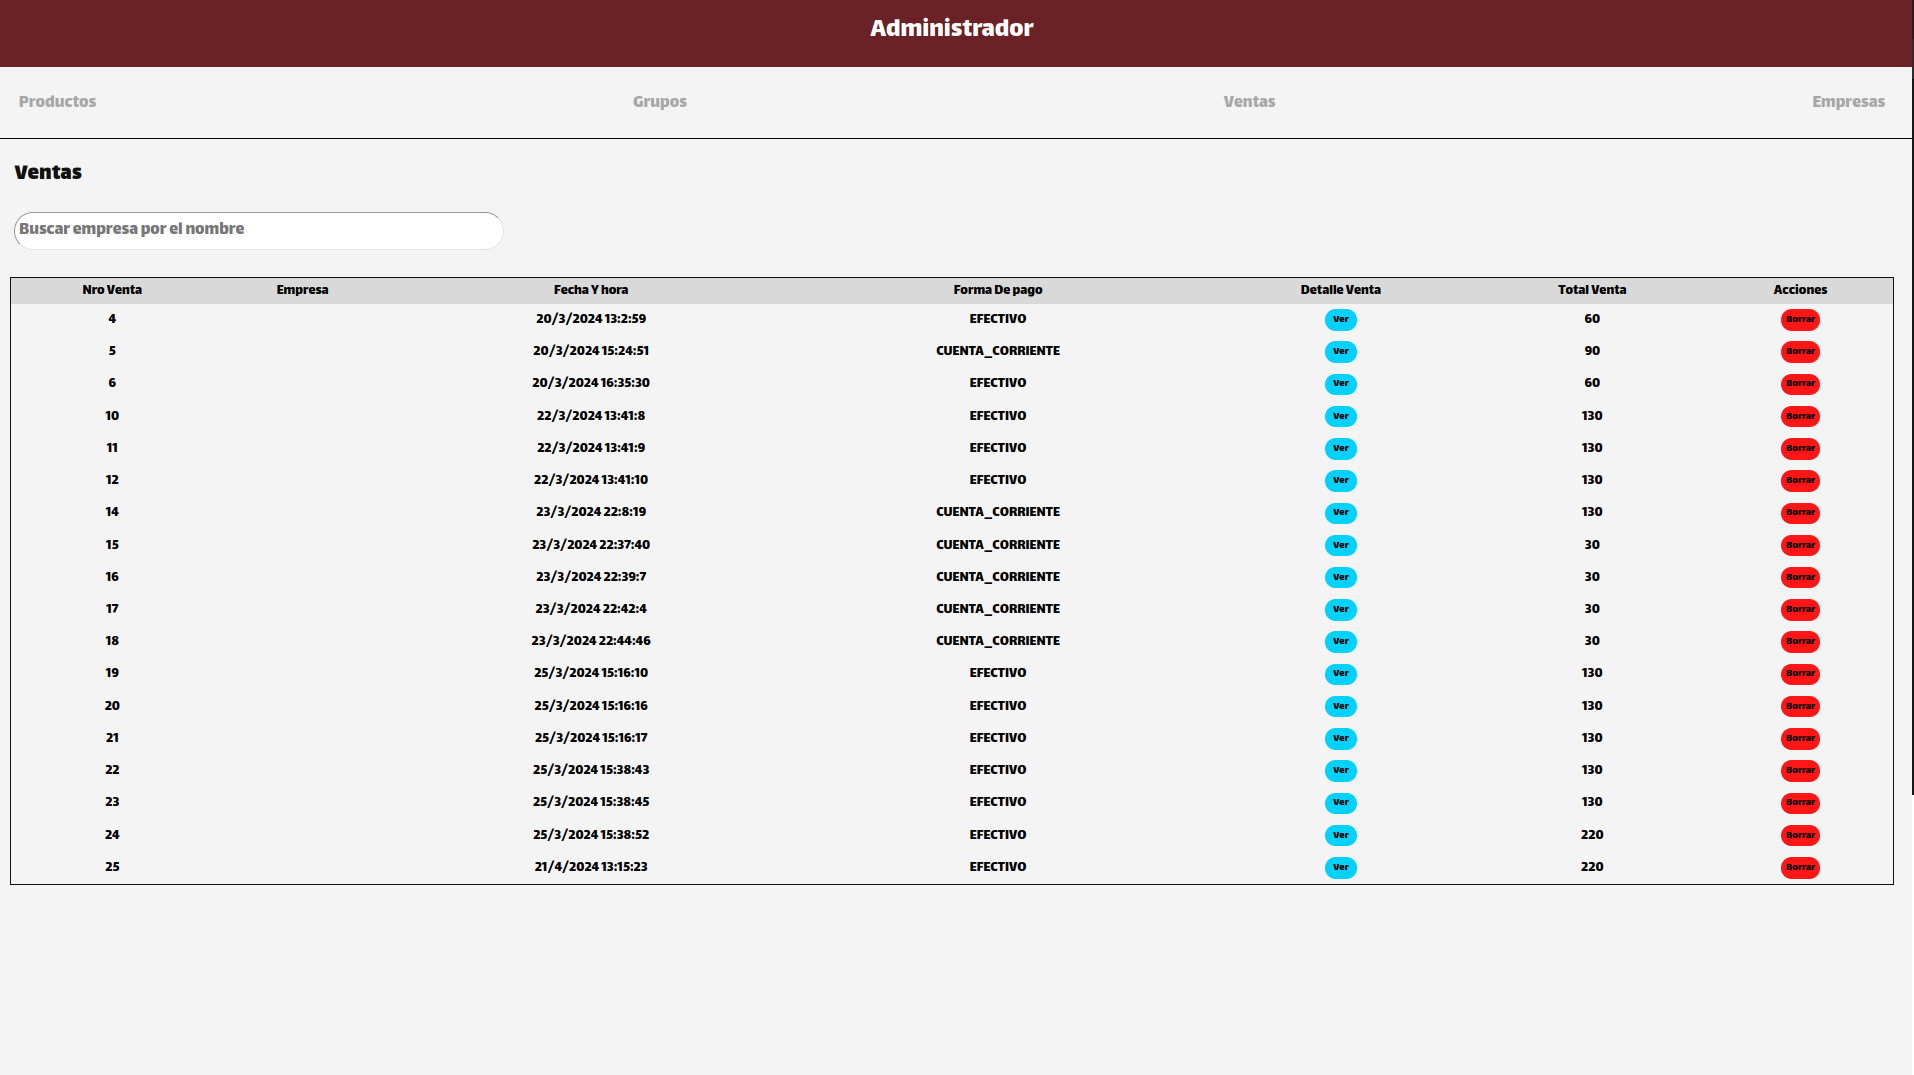 Administrador
Productos Grupos Ventas Empresas
Ventas
Buscar empresa por el nombre
Nro Venta Empresa Fecha Y hora Forma De pago Detalle Venta Total Venta Acciones
4 20/3/2024 13:2:59 EFECTIVO Ver 60 Borrar
5 20/3/2024 15:24:51 CUENTA_CORRIENTE Ver 90 Borrar
6 20/3/2024 16:35:30 EFECTIVO Ver 60 Borrar
10 22/3/2024 13:41:8 EFECTIVO Ver 130 Borrar
11 22/3/2024 13:41:9 EFECTIVO Ver 130 Borrar
12 22/3/2024 13:41:10 EFECTIVO Ver 130 Borrar
14 23/3/2024 22:8:19 CUENTA_CORRIENTE Ver 130 Borrar
15 23/3/2024 22:37:40 CUENTA_CORRIENTE Ver 30 Borrar
16 23/3/2024 22:39:7 CUENTA_CORRIENTE Ver 30 Borrar
17 23/3/2024 22:42:4 CUENTA_CORRIENTE Ver 30 Borrar
18 23/3/2024 22:44:46 CUENTA_CORRIENTE Ver 30 Borrar
19 25/3/2024 15:16:10 EFECTIVO Ver 130 Borrar
20 25/3/2024 15:16:16 EFECTIVO Ver 130 Borrar
21 25/3/2024 15:16:17 EFECTIVO Ver 130 Borrar
22 25/3/2024 15:38:43 EFECTIVO Ver 130 Borrar
23 25/3/2024 15:38:45 EFECTIVO Ver 130 Borrar
24 25/3/2024 15:38:52 EFECTIVO Ver 220 Borrar
25 21/4/2024 13:15:23 EFECTIVO Ver 220 Borrar